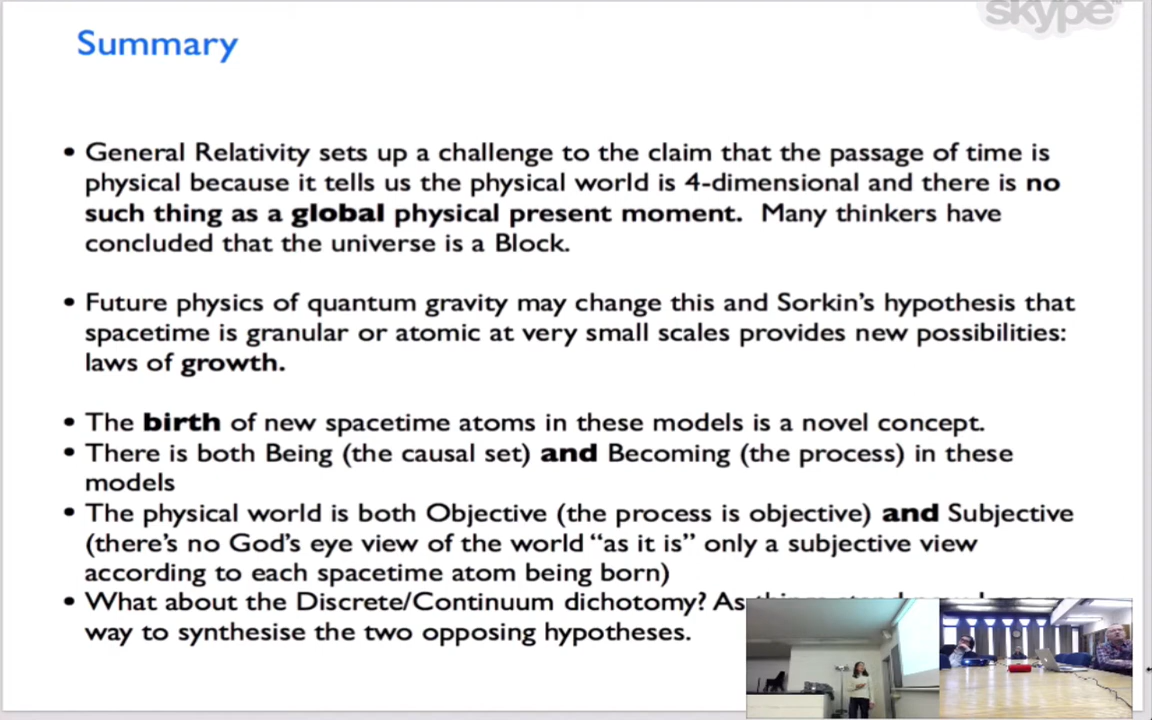 skype™
Summary
• General Relativity sets up a challenge to the claim that the passage of time is
physical because it tells us the physical world is 4-dimensional and there is no
such thing as a global physical present moment. Many thinkers have
concluded that the universe is a Block.
• Future physics of quantum gravity may change this and Sorkin's hypothesis that
spacetime is granular or atomic at very small scales provides new possibilities:
laws of growth.
• The birth of new spacetime atoms in these models is a novel concept.
• There is both Being (the causal set) and Becoming (the process) in these
models
• The physical world is both Objective (the process is objective) and Subjective
(there's no God's eye view of the world “as it is” only a subjective view
according to each spacetime atom being born)
• What about the Discrete/Continuum dichotomy? As
way to synthesise the two opposing hypotheses.